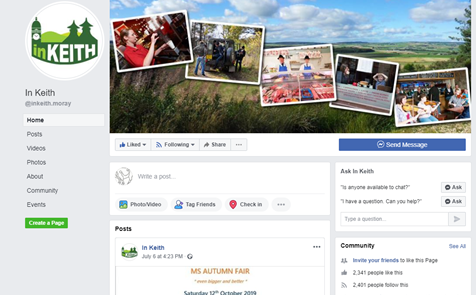 inKEITH
In Keith
@inkeith.moray
Home
Posts
Videos
Photos
About
Community
Events
Create a Page
Liked
Following
Share
Send Message
Write a post...
Photo/Video
Tag Friends
Check in
Posts
In Keith
July 6 at 4:23 PM ·
MS AUTUMN FAIR
" even bigger and better "
Saturday 12th October 2019
Ask In Keith
"Is anyone available to chat?"
Ask
"I have a question. Can you help?"
Ask
Type a question...
Community
See All
Invite your friends to like this Page
2,341 people like this
2,401 people follow this